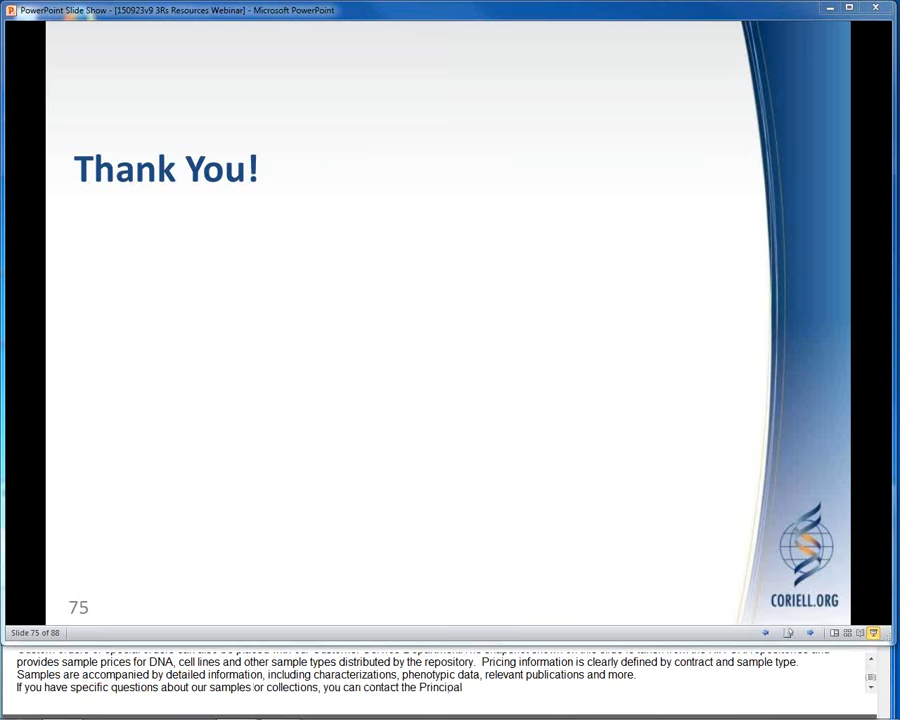 PowerPoint Slide Show - [150923v9 3Rs Resources Webinar] - Microsoft PowerPoint
Thank You!
CORIELL.ORG
75
Slide 75 of 88
provides sample prices for DNA, cell lines and other sample types distributed by the repository. Pricing information is clearly defined by contract and sample type.
Samples are accompanied by detailed information, including characterizations, phenotypic data, relevant publications and more.
If you have specific questions about our samples or collections, you can contact the Principal